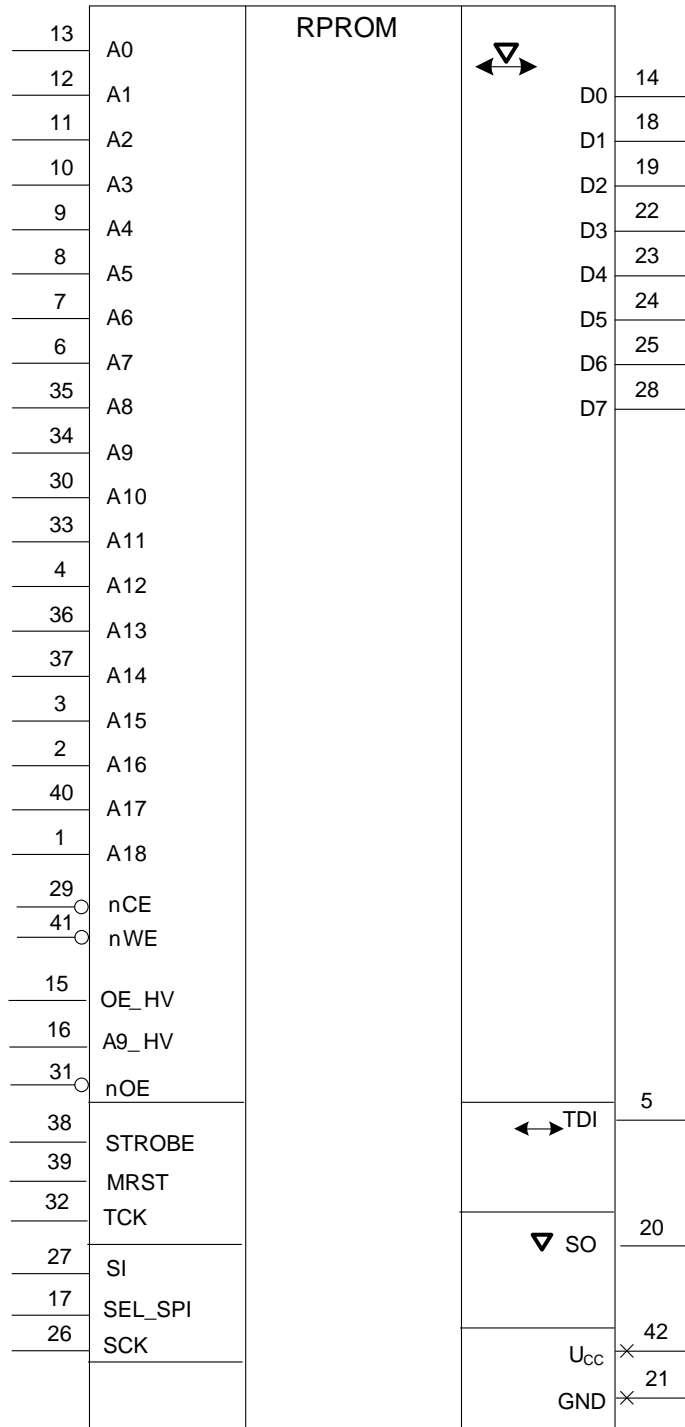 RPROM
13 A0
12 A1
11 A2
10 A3
9 A4
8 A5
7 A6
6 A7
35 A8
34 A9
30 A10
33 A11
4 A12
36 A13
37 A14
3 A15
2 A16
40 A17
1 A18
29 nCE
41 nWE
15 OE_HV
16 A9_HV
31 nOE
38 STROBE
39 MRST
32 TCK
27 SI
17 SEL_SPI
26 SCK
D0 14
D1 18
D2 19
D3 22
D4 23
D5 24
D6 25
D7 28
TDI 5
SO 20
UCC 42
GND 21